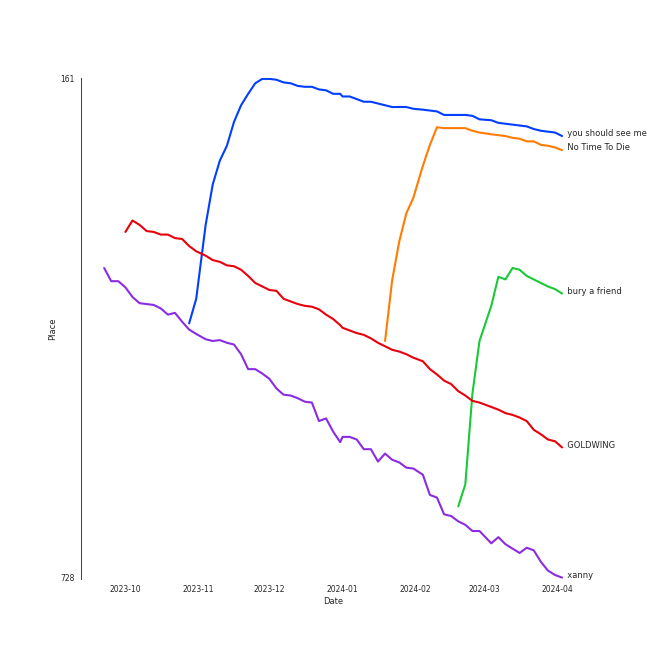 161
you should see me
No Time To Die
bury a friend
Place
GOLDWING
xanny
728
2023-10 2023-11 2023-12 2024-01 2024-02 2024-03 2024-04
Date